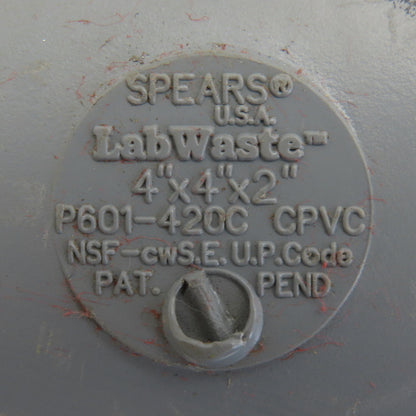 SPEARS®
U.S.A.
LabWaste™
4"x4"x2"
P601-420C CPVC
NSF-cwS.E. U.P.Code
PAT. PEND